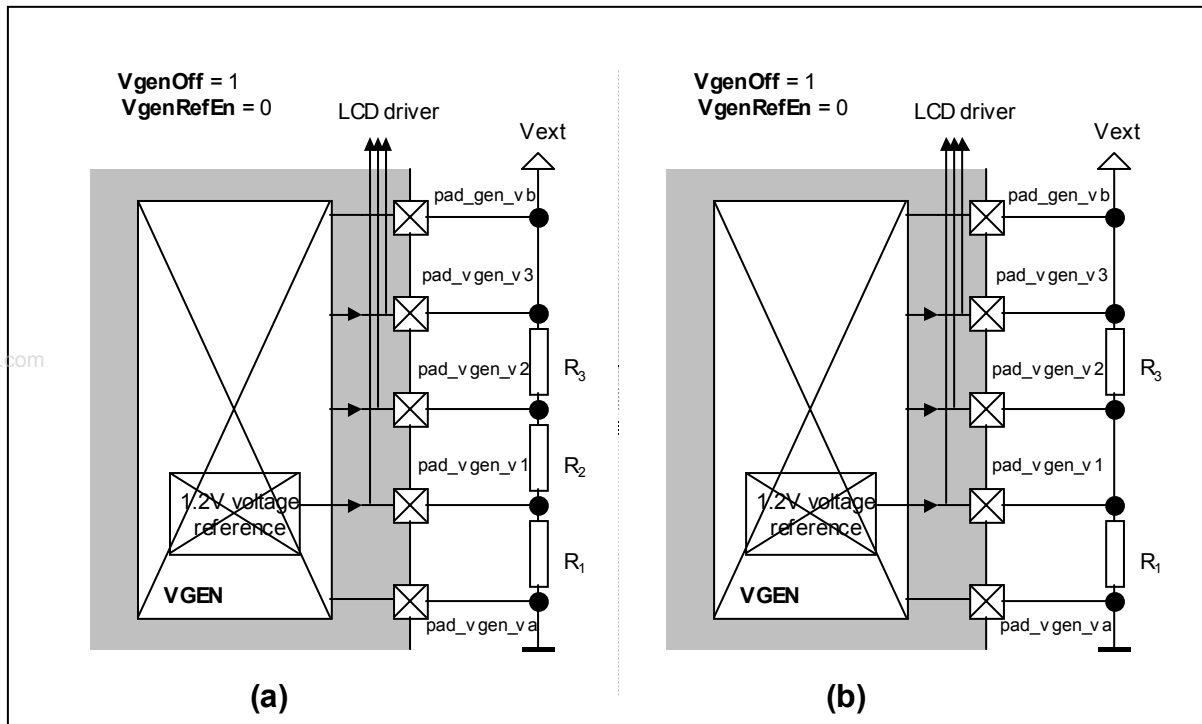 VgenOff = 1
VgenRefEn = 0
LCD driver
Vext
pad_gen_vb
pad_vgen_v3
pad_vgen_v2
R3
pad_vgen_v1
R2
1.2V voltage
reference
R1
VGEN
pad_vgen_va
(a)
VgenOff = 1
VgenRefEn = 0
LCD driver
Vext
pad_gen_vb
pad_vgen_v3
pad_vgen_v2
R3
pad_vgen_v1
1.2V voltage
reference
R1
VGEN
pad_vgen_va
(b)
.com